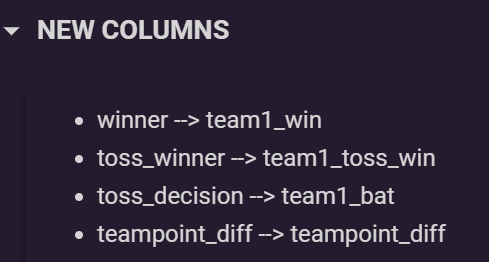 NEW COLUMNS
winner --> team1_win
toss_winner --> team1_toss_win
toss_decision --> team1_bat
teampoint_diff --> teampoint_diff